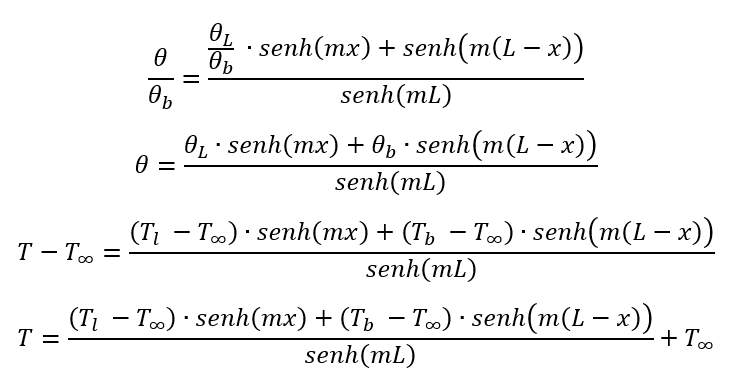 θ/θ_b = (θ_L/θ_b · senh(mx) + senh(m(L − x)))/senh(mL)
θ = (θ_L · senh(mx) + θ_b · senh(m(L − x)))/senh(mL)
T − T_∞ = ((T_l − T_∞) · senh(mx) + (T_b − T_∞) · senh(m(L − x)))/senh(mL)
T = ((T_l − T_∞) · senh(mx) + (T_b − T_∞) · senh(m(L − x)))/senh(mL) + T_∞